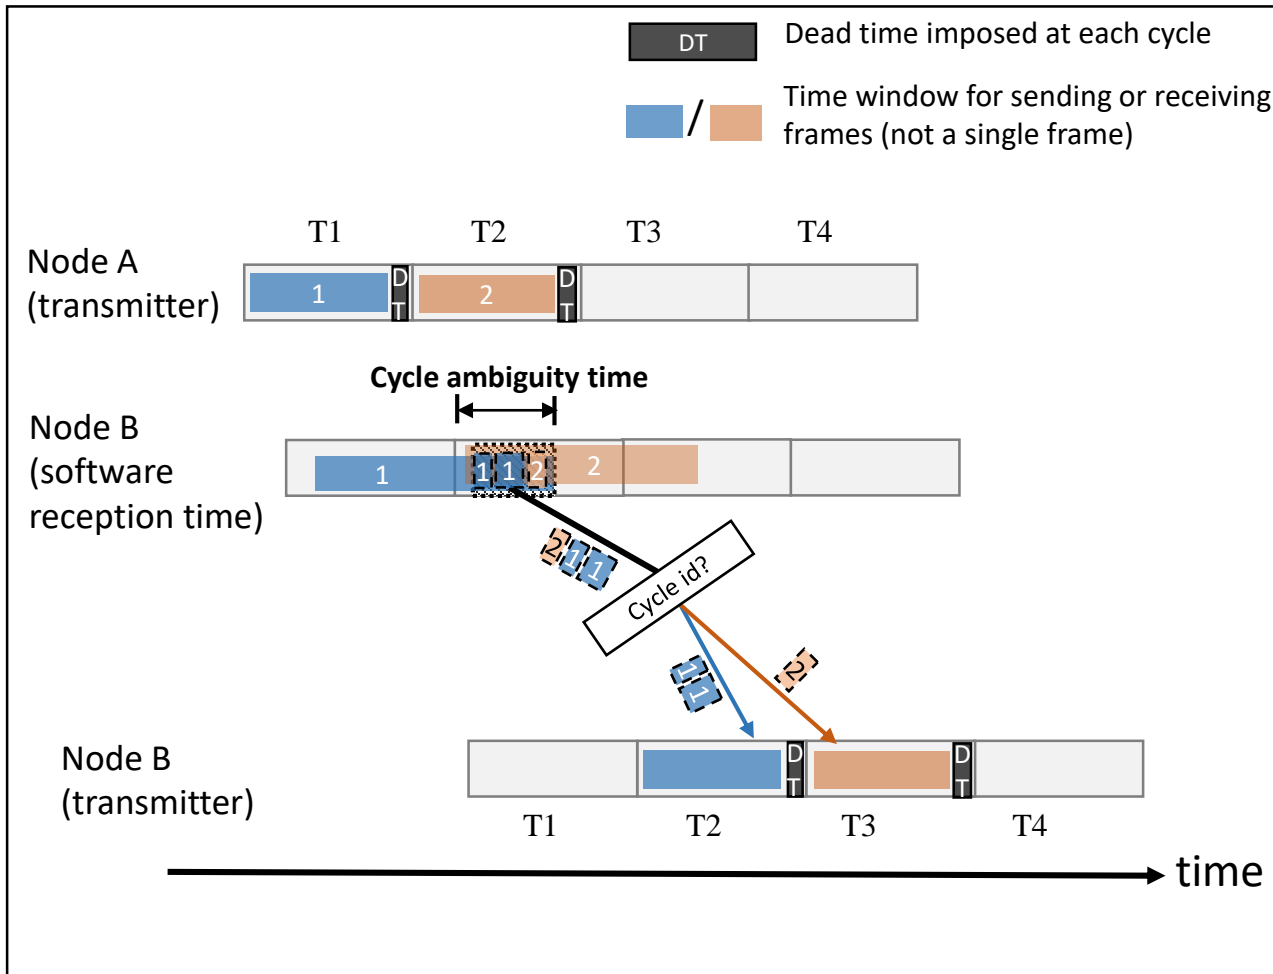 DT
Dead time imposed at each cycle
/
Time window for sending or receiving
frames (not a single frame)
T1 T2 T3 T4
Node A
(transmitter)
1
D
T
2
D
T
Cycle ambiguity time
Node B
(software
reception time)
1
1
1
2
2
2
1
1
Cycle id?
1
1
2
Node B
(transmitter)
D
T
D
T
T1 T2 T3 T4
time